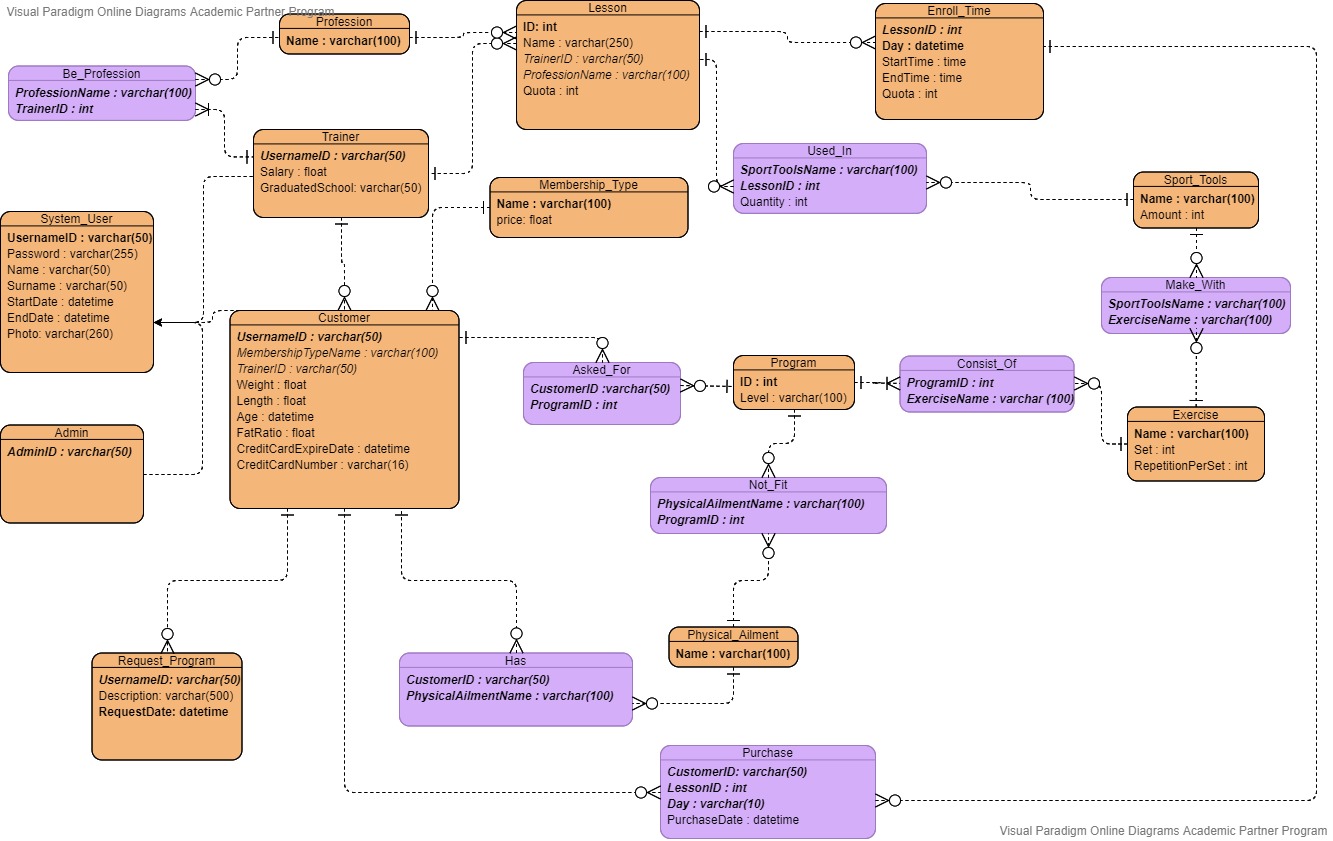 Visual Paradigm Online Diagrams Academic Partner Program
Profession
Name : varchar(100)
Lesson
ID: int
Name : varchar(250)
TrainerID : varchar(50)
ProfessionName : varchar(100)
Quota : int
Enroll_Time
LessonID : int
Day : datetime
StartTime : time
EndTime : time
Quota : int
Be_Profession
ProfessionName : varchar(100)
TrainerID : int
Trainer
UsernameID : varchar(50)
Salary : float
GraduatedSchool: varchar(50)
Used_In
SportToolsName : varchar(100)
LessonID : int
Quantity : int
Membership_Type
Name : varchar(100)
price: float
Sport_Tools
Name : varchar(100)
Amount : int
System_User
UsernameID : varchar(50)
Password : varchar(255)
Name : varchar(50)
Surname : varchar(50)
StartDate : datetime
EndDate : datetime
Photo: varchar(260)
Make_With
SportToolsName : varchar(100)
ExerciseName : varchar(100)
Customer
UsernameID : varchar(50)
MembershipTypeName : varchar(100)
TrainerID : varchar(50)
Weight : float
Length : float
Age : datetime
FatRatio : float
CreditCardExpireDate : datetime
CreditCardNumber : varchar(16)
Asked_For
CustomerID :varchar(50)
ProgramID : int
Program
ID : int
Level : varchar(100)
Consist_Of
ProgramID : int
ExerciseName : varchar (100)
Exercise
Name : varchar(100)
Set : int
RepetitionPerSet : int
Admin
AdminID : varchar(50)
Not_Fit
PhysicalAilmentName : varchar(100)
ProgramID : int
Physical_Ailment
Name : varchar(100)
Request_Program
UsernameID: varchar(50)
Description: varchar(500)
RequestDate: datetime
Has
CustomerID : varchar(50)
PhysicalAilmentName : varchar(100)
Purchase
CustomerID: varchar(50)
LessonID : int
Day : varchar(10)
PurchaseDate : datetime
Visual Paradigm Online Diagrams Academic Partner Program